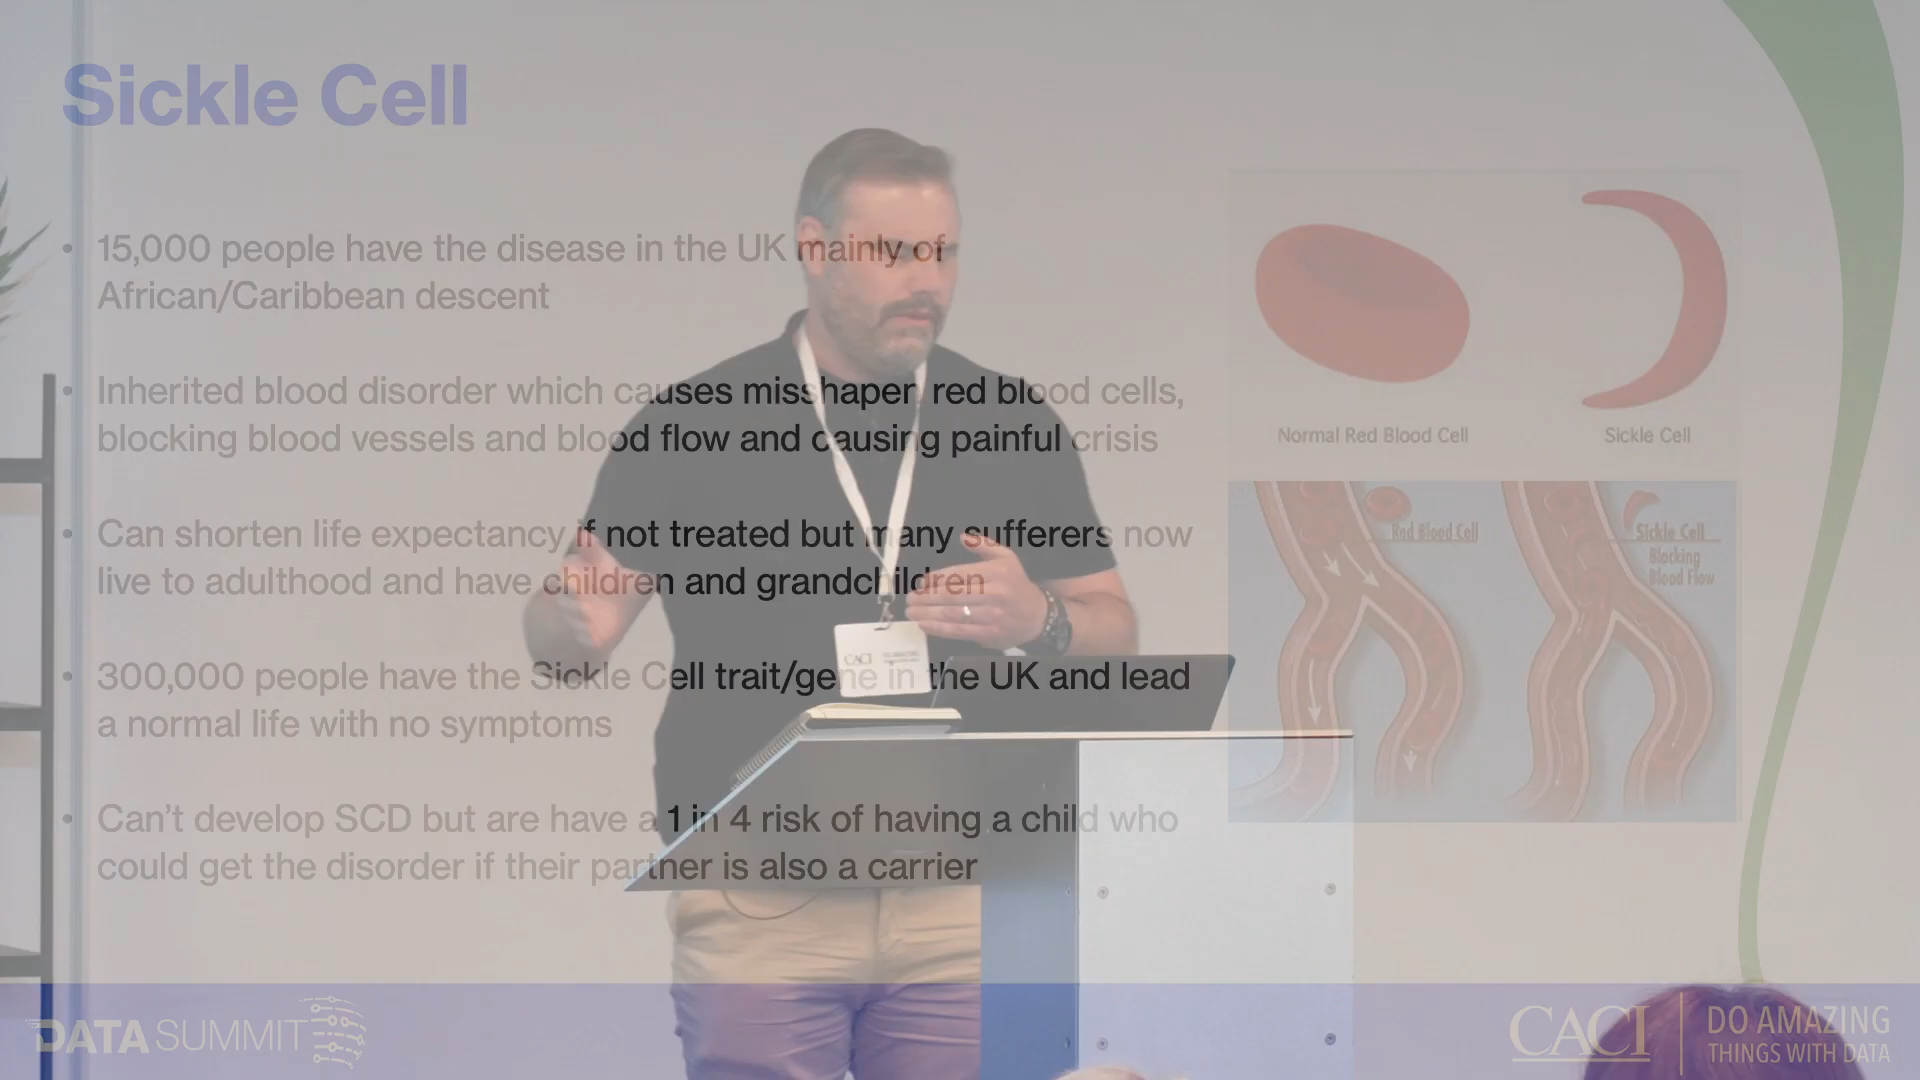 Sickle Cell
• 15,000 people have the disease in the UK mainly of
African/Caribbean descent
• Inherited blood disorder which causes misshapen red blood cells,
blocking blood vessels and blood flow and causing painful crisis
• Can shorten life expectancy if not treated but many sufferers now
live to adulthood and have children and grandchildren
• 300,000 people have the Sickle Cell trait/gene in the UK and lead
a normal life with no symptoms
• Can't develop SCD but are have a 1 in 4 risk of having a child who
could get the disorder if their partner is also a carrier
Normal Red Blood Cell
Sickle Cell
Red Blood Cell
Sickle Cell
Blocking
Blood Flow
CACI
DATA SUMMIT
CACI
DO AMAZING
THINGS WITH DATA